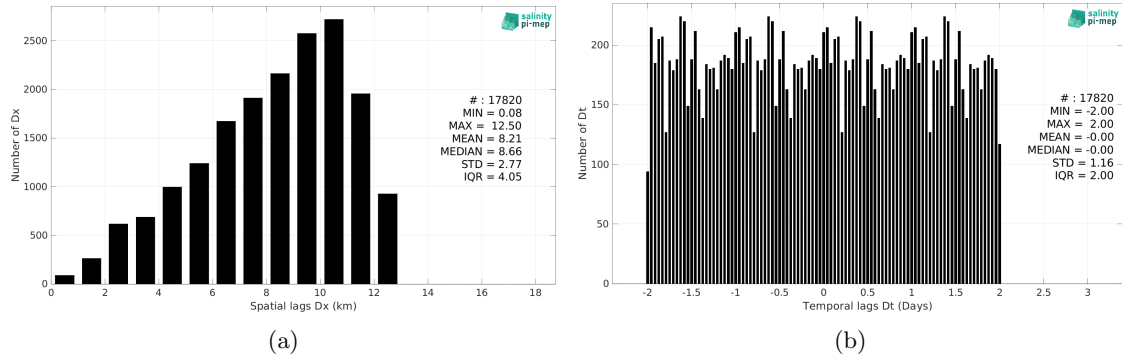 salinity
pi-mep
2500
2000
1500
1000
500
0
Number of Dx
# : 17820
MIN = 0.08
MAX = 12.50
MEAN = 8.21
MEDIAN = 8.66
STD = 2.77
IQR = 4.05
0 2 4 6 8 10 12 14 16 18
Spatial lags Dx (km)
(a)
salinity
pi-mep
200
150
100
50
0
Number of Dt
# : 17820
MIN = -2.00
MAX = 2.00
MEAN = -0.00
MEDIAN = -0.00
STD = 1.16
IQR = 2.00
-2 -1.5 -1 -0.5 0 0.5 1 1.5 2 2.5 3
Temporal lags Dt (Days)
(b)